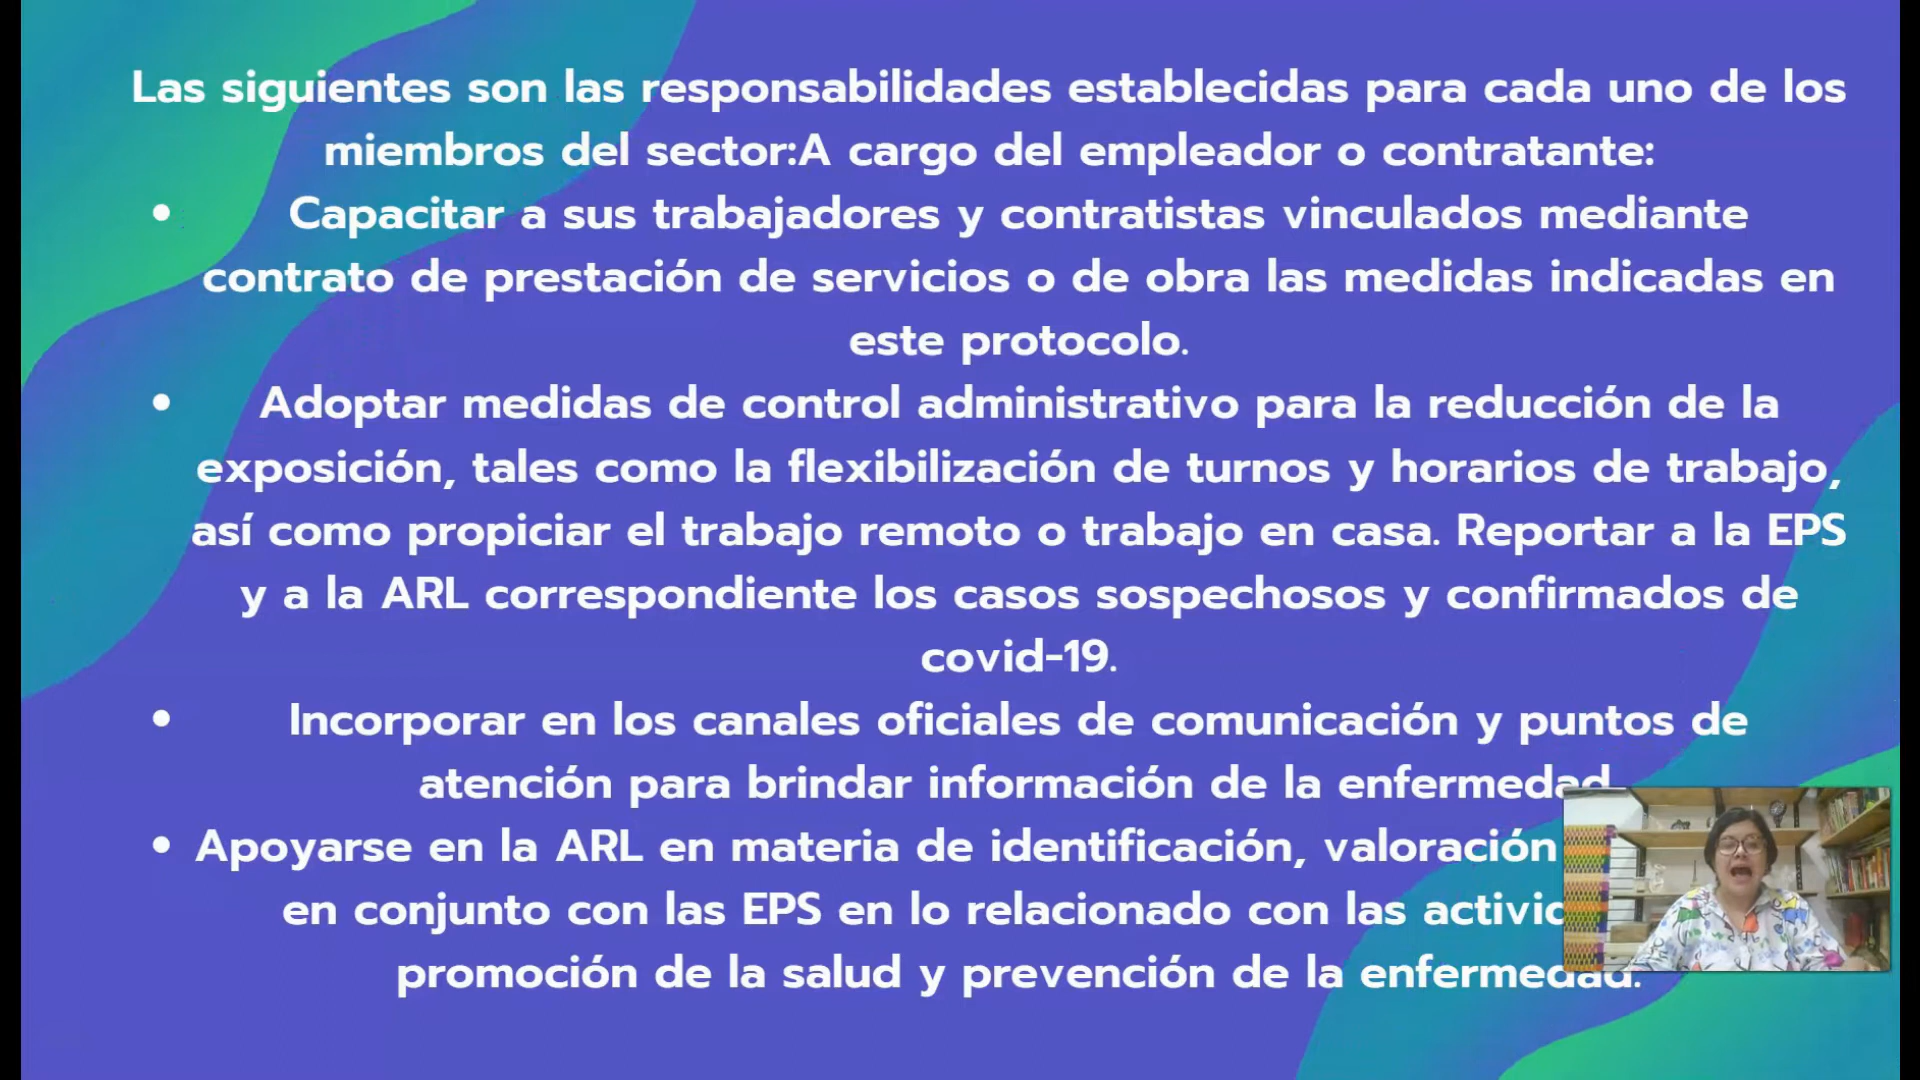 Las siguientes son las responsabilidades establecidas para cada uno de los
miembros del sector:A cargo del empleador o contratante:
• Capacitar a sus trabajadores y contratistas vinculados mediante
contrato de prestación de servicios o de obra las medidas indicadas en
este protocolo.
• Adoptar medidas de control administrativo para la reducción de la
exposición, tales como la flexibilización de turnos y horarios de trabajo,
así como propiciar el trabajo remoto o trabajo en casa. Reportar a la EPS
y a la ARL correspondiente los casos sospechosos y confirmados de
covid-19.
• Incorporar en los canales oficiales de comunicación y puntos de
atención para brindar información de la enfermedad
• Apoyarse en la ARL en materia de identificación, valoración
en conjunto con las EPS en lo relacionado con las
promoción de la salud y prevención de la enfermedad.